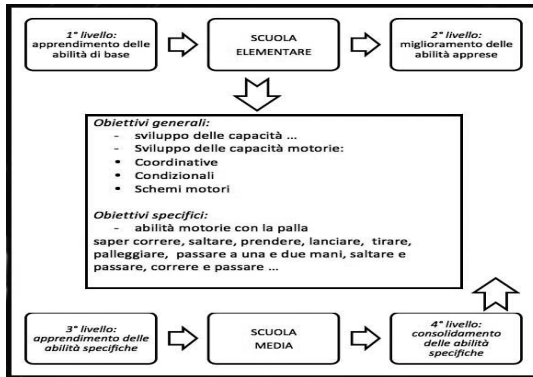 1° livello:
apprendimento delle
abilità di base
SCUOLA
ELEMENTARE
2° livello:
miglioramento delle
abilità apprese
Obiettivi generali:
- sviluppo delle capacità ...
- Sviluppo delle capacità motorie:
• Coordinative
• Condizionali
• Schemi motori
Obiettivi specifici:
- abilità motorie con la palla
saper correre, saltare, prendere, lanciare, tirare,
palleggiare, passare a una e due mani, saltare e
passare, correre e passare ...
3° livello:
apprendimento delle
abilità specifiche
SCUOLA
MEDIA
4° livello:
consolidamento
delle abilità
specifiche